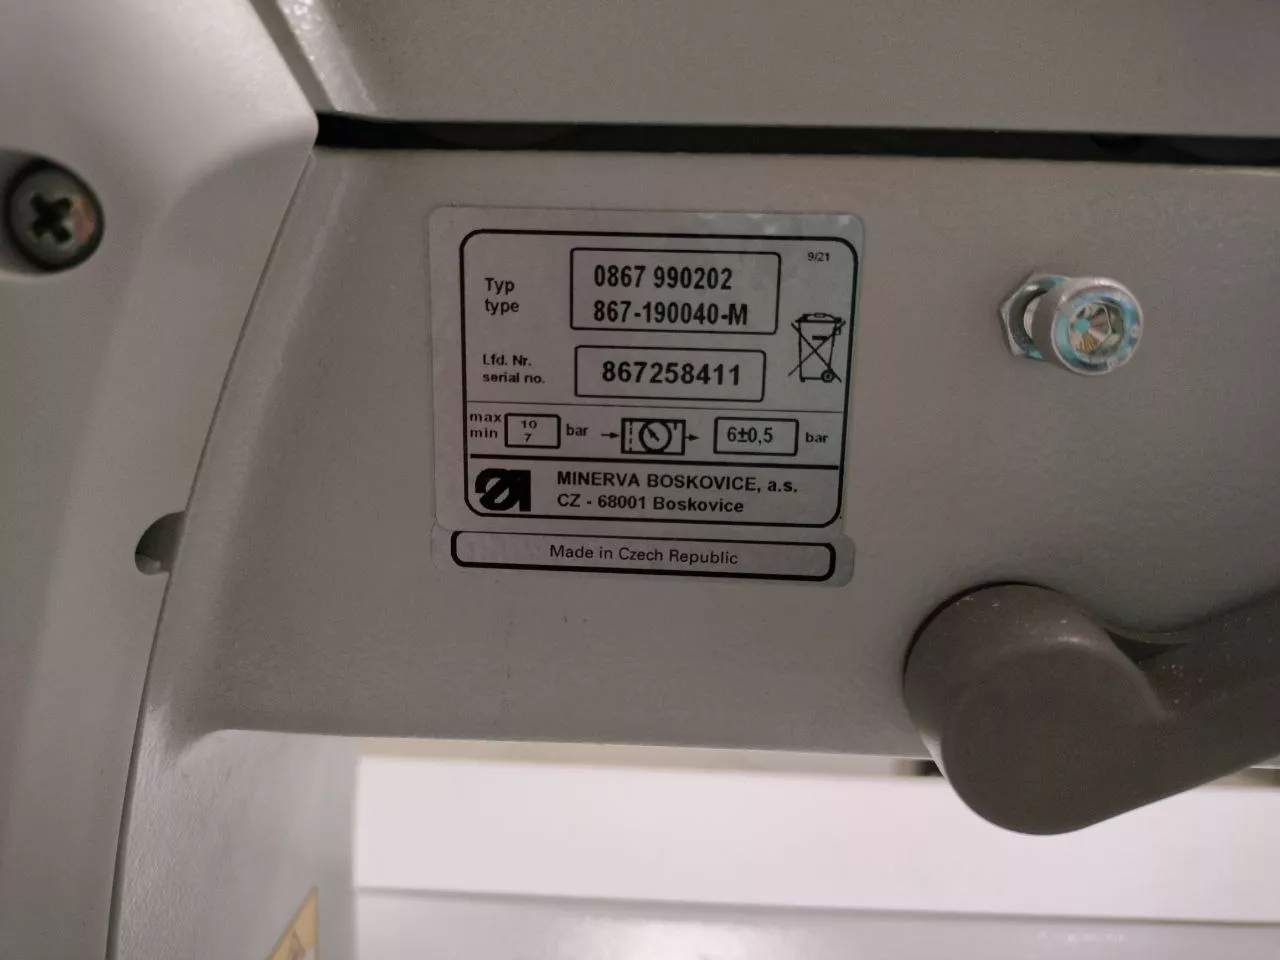 9/21
Typ
type
0867 990202
867-190040-M
Lfd. Nr.
serial no.
867258411
max
min
10
7
bar
6±0,5
bar
MINERVA BOSKOVICE, a.s.
CZ - 68001 Boskovice
Made in Czech Republic